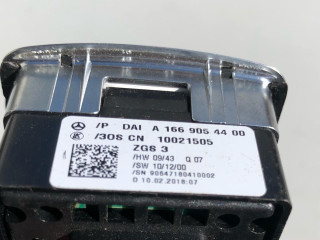 /P DAI A 166 905 44 00
/3OS CN 10021505
ZGS 3
/HW 09/43 Q 07
/SW 10/12/00
/SN 90847180410002
D 10.02.2018:07